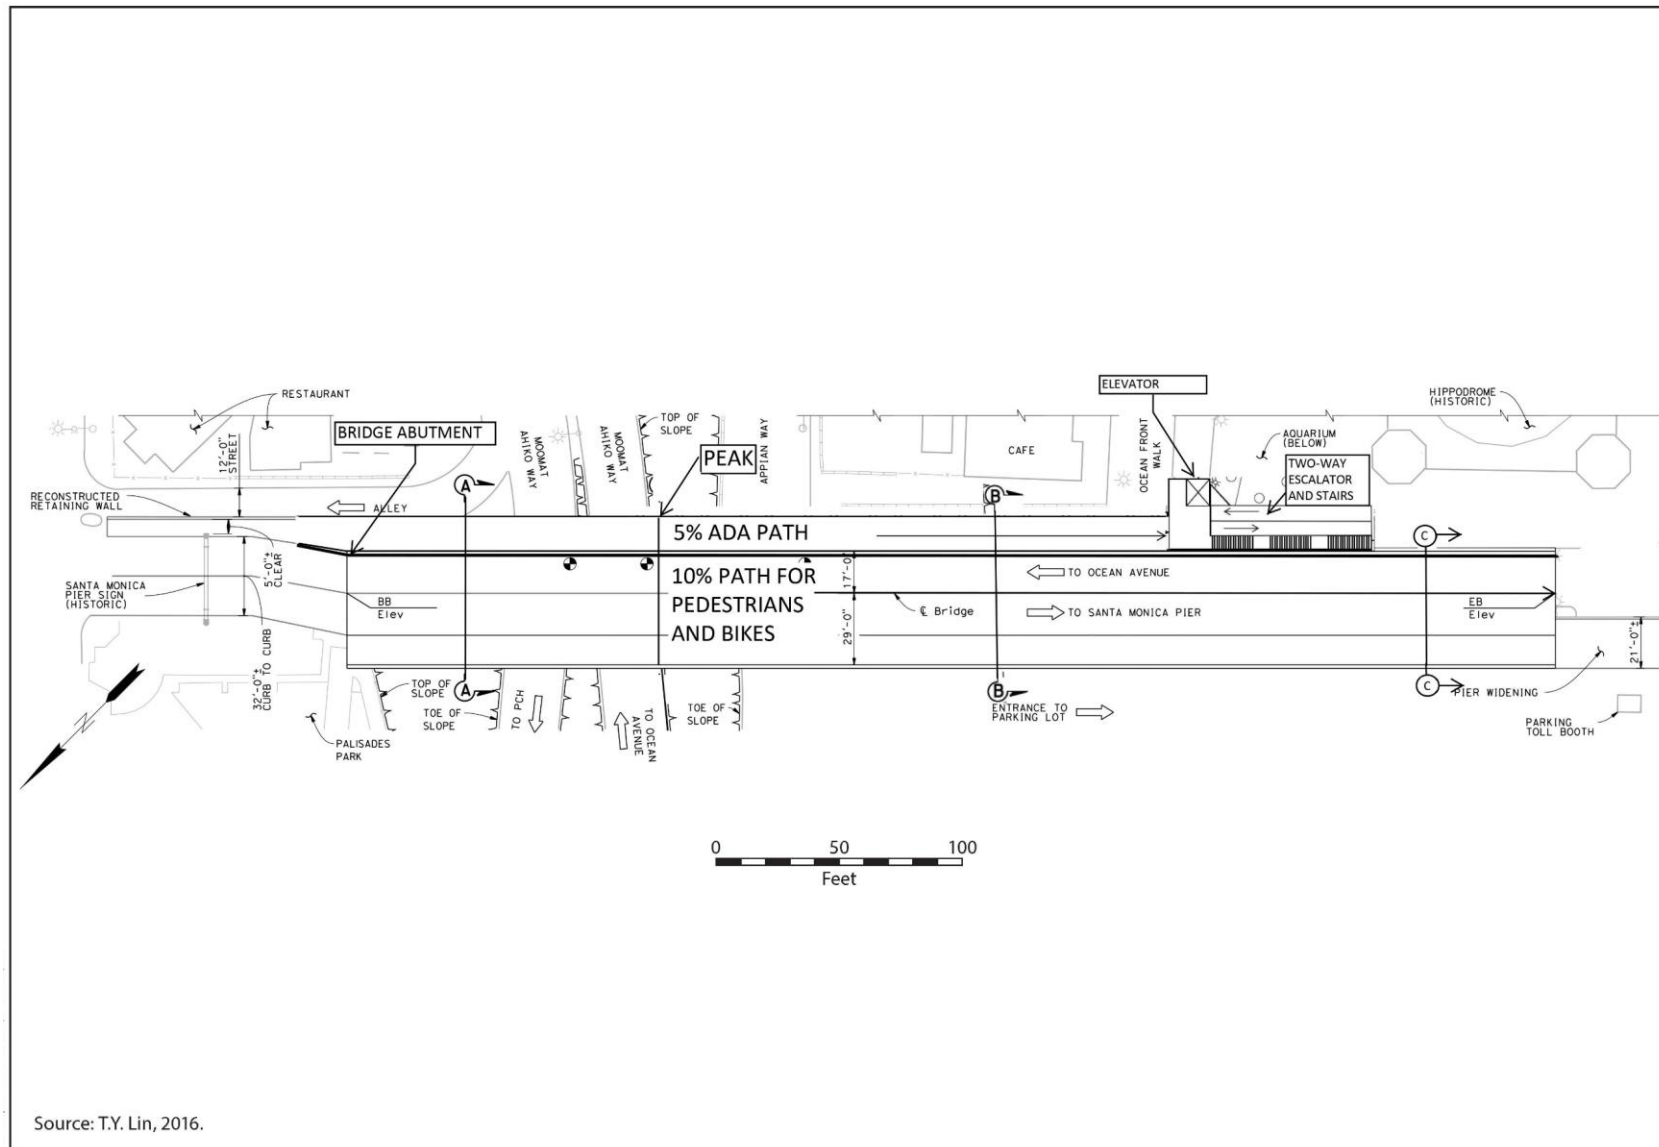 ELEVATOR
HIPPODROME
(HISTORIC)
RESTAURANT
BRIDGE ABUTMENT
TOP OF
SLOPE
PEAK
MOOMAT
AHIKO WAY
MOOMAT
AHIKO WAY
APPIAN WAY
CAFE
OCEAN FRONT
WALK
AQUARIUM
(BELOW)
TWO-WAY
ESCALATOR
AND STAIRS
12'-0"
STREET
RECONSTRUCTED
RETAINING WALL
ALLEY
A
B
C
5% ADA PATH
5'-0"±
CLEAR
SANTA MONICA
PIER SIGN
(HISTORIC)
BB
Elev
10% PATH FOR
PEDESTRIANS
AND BIKES
17'-0"
29'-0"
℄ Bridge
TO OCEAN AVENUE
TO SANTA MONICA PIER
EB
Elev
21'-0"±
32'-0"±
CURB TO CURB
TOP OF
SLOPE
TOE OF
SLOPE
TO PCH
TO OCEAN
AVENUE
TOE OF
SLOPE
A
B
C
ENTRANCE TO
PARKING LOT
PIER WIDENING
PARKING
TOLL BOOTH
PALISADES
PARK
N
0 50 100
Feet
Source: T.Y. Lin, 2016.